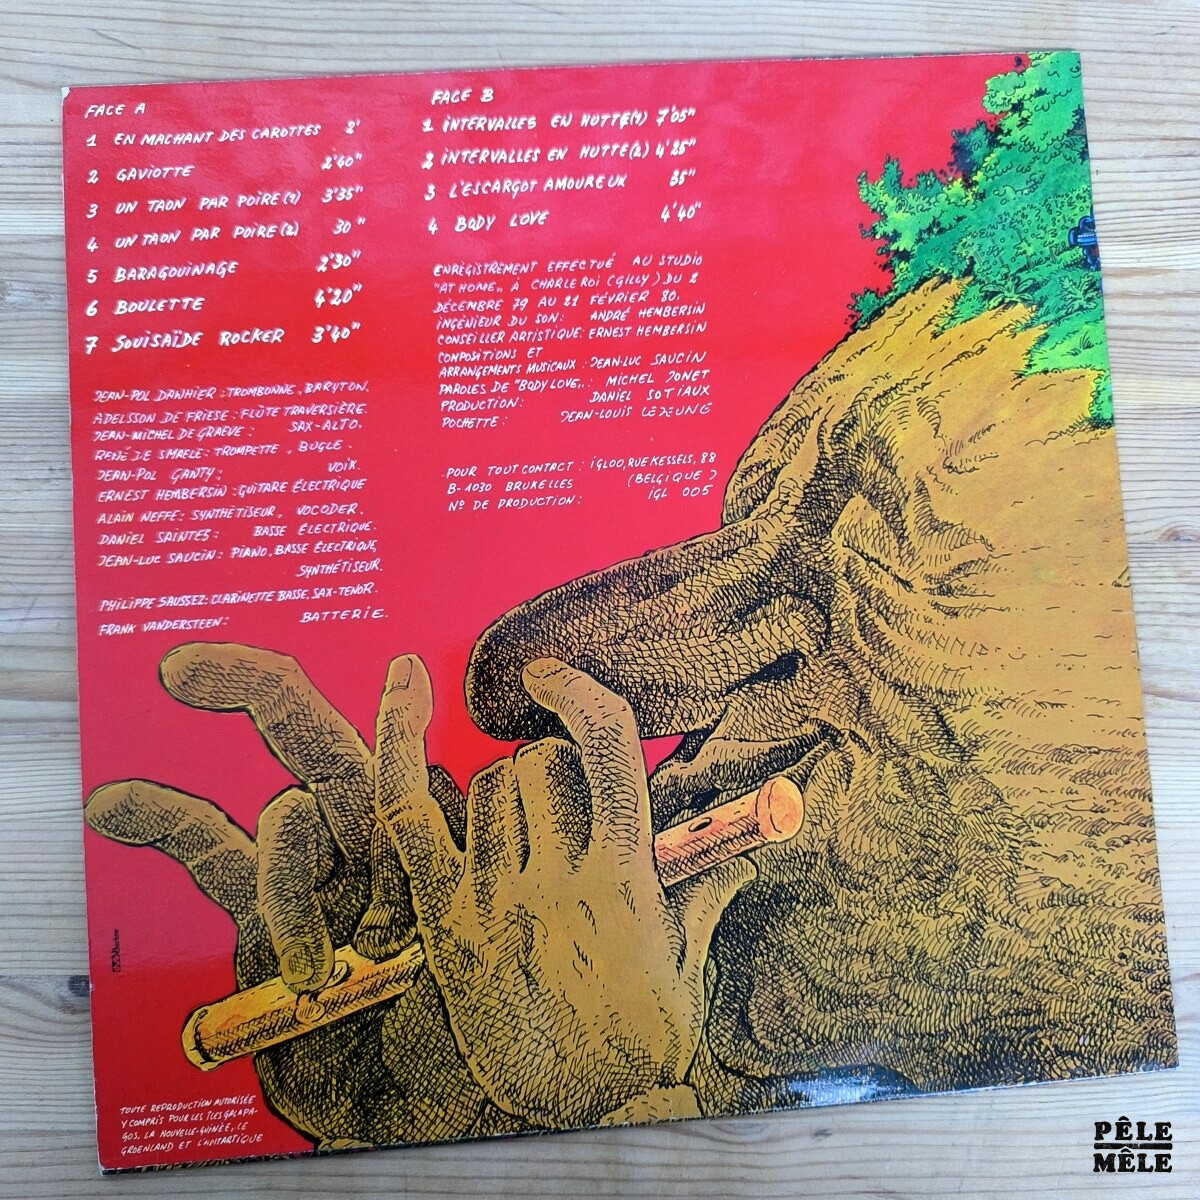 FACE A
1 EN MACHANT DES CAROTTES 2'
2 GAVIOTTE 2'40"
3 UN TAON PAR POIRE (1) 3'35"
4 UN TAON PAR POIRE (2) 30"
5 BARAGOUINAGE 2'30"
6 BOULETTE 4'20"
7 SOUISAÏDE ROCKER 3'40"
JEAN-POL DANHIER : TROMBONNE, BARYTON.
ADELSSON DE FRIESE : FLÛTE TRAVERSIÈRE.
JEAN-MICHEL DE GRAEVE : SAX-ALTO.
RENÉ DE SMAELE : TROMPETTE, BUGLE.
JEAN-POL GANTY : VOIX.
ERNEST HEMBERSIN : GUITARE ÉLECTRIQUE
ALAIN NEFFE : SYNTHÉTISEUR, VOCODER.
DANIEL SAINTES : BASSE ÉLECTRIQUE.
JEAN-LUC SAUCIN : PIANO, BASSE ÉLECTRIQUE,
SYNTHÉTISEUR.
PHILIPPE SAUSSEZ : CLARINETTE BASSE, SAX-TENOR.
FRANK VANDERSTEEN : BATTERIE.
FACE B
1 INTERVALLES EN HUTTE(1) 7'05"
2 INTERVALLES EN HUTTE(2) 4'25"
3 L'ESCARGOT AMOUREUX 35"
4 BODY LOVE 4'40"
ENREGISTREMENT EFFECTUÉ AU STUDIO
"AT HOME" À CHARLEROI (GILLY) DU 2
DÉCEMBRE 79 AU 21 FÉVRIER 80.
INGÉNIEUR DU SON : ANDRÉ HEMBERSIN
CONSEILLER ARTISTIQUE : ERNEST HEMBERSIN
COMPOSITIONS ET
ARRANGEMENTS MUSICAUX : JEAN-LUC SAUCIN
PAROLES DE "BODY LOVE" : MICHEL JONET
PRODUCTION : DANIEL SOTIAUX
POCHETTE : JEAN-LOUIS LEJEUNE
POUR TOUT CONTACT : IGLOO, RUE KESSELS, 88
B-1030 BRUXELLES (BELGIQUE)
N° DE PRODUCTION : IGL 005
TOUTE REPRODUCTION AUTORISÉE
Y COMPRIS POUR LES ÎLES GALAPA-
GOS, LA NOUVELLE-GUINÉE, LE
GROENLAND ET L'ANTARTIQUE
PÊLE
MÊLE